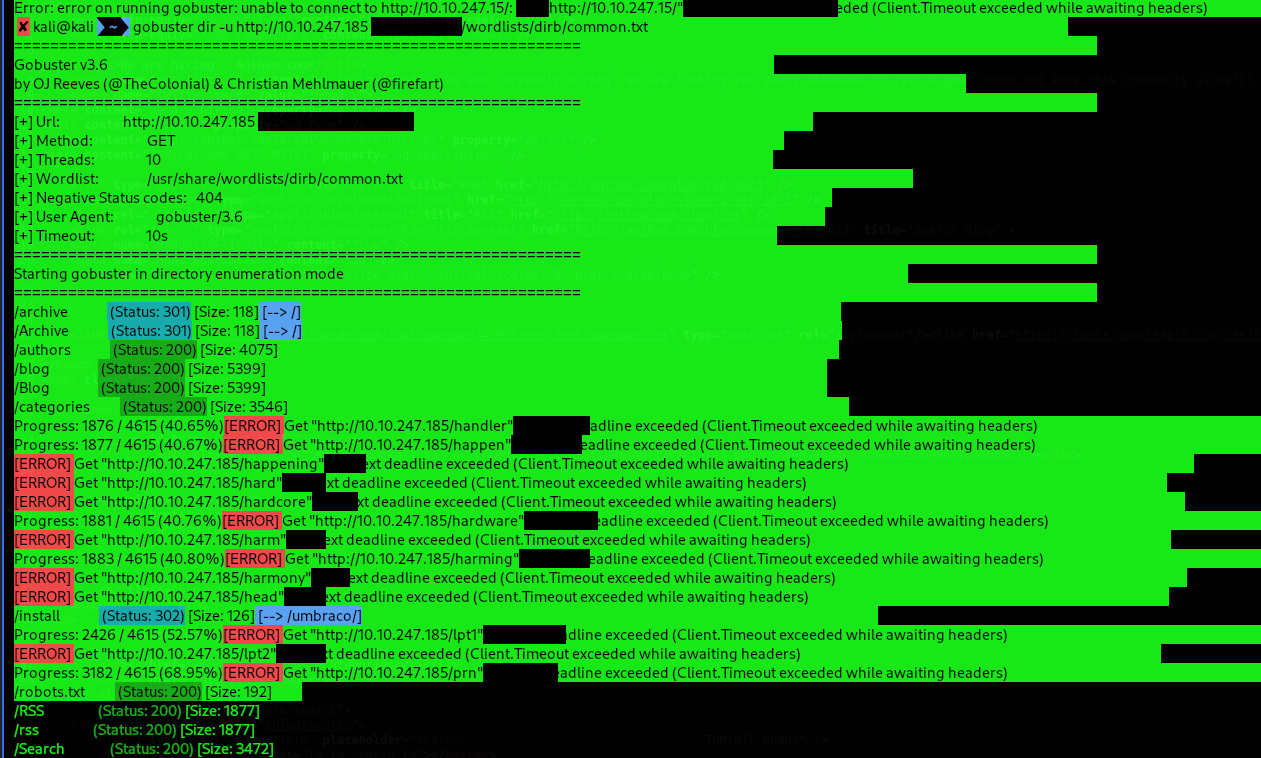 Error: error on running gobuster: unable to connect to http://10.10.247.15/: http://10.10.247.15/" eded (Client.Timeout exceeded while awaiting headers)
✘ kali@kali ~ gobuster dir -u http://10.10.247.185 /wordlists/dirb/common.txt
===============================================================
Gobuster v3.6
by OJ Reeves (@TheColonial) & Christian Mehlmauer (@firefart)
===============================================================
[+] Url: http://10.10.247.185
[+] Method: GET
[+] Threads: 10
[+] Wordlist: /usr/share/wordlists/dirb/common.txt
[+] Negative Status codes: 404
[+] User Agent: gobuster/3.6
[+] Timeout: 10s
===============================================================
Starting gobuster in directory enumeration mode
===============================================================
/archive (Status: 301) [Size: 118] [--> /]
/Archive (Status: 301) [Size: 118] [--> /]
/authors (Status: 200) [Size: 4075]
/blog (Status: 200) [Size: 5399]
/Blog (Status: 200) [Size: 5399]
/categories (Status: 200) [Size: 3546]
Progress: 1876 / 4615 (40.65%)[ERROR] Get "http://10.10.247.185/handler" adline exceeded (Client.Timeout exceeded while awaiting headers)
Progress: 1877 / 4615 (40.67%)[ERROR] Get "http://10.10.247.185/happen" eadline exceeded (Client.Timeout exceeded while awaiting headers)
[ERROR] Get "http://10.10.247.185/happening" ext deadline exceeded (Client.Timeout exceeded while awaiting headers)
[ERROR] Get "http://10.10.247.185/hard" xt deadline exceeded (Client.Timeout exceeded while awaiting headers)
[ERROR] Get "http://10.10.247.185/hardcore" xt deadline exceeded (Client.Timeout exceeded while awaiting headers)
Progress: 1881 / 4615 (40.76%)[ERROR] Get "http://10.10.247.185/hardware" eadline exceeded (Client.Timeout exceeded while awaiting headers)
[ERROR] Get "http://10.10.247.185/harm" ext deadline exceeded (Client.Timeout exceeded while awaiting headers)
Progress: 1883 / 4615 (40.80%)[ERROR] Get "http://10.10.247.185/harming" eadline exceeded (Client.Timeout exceeded while awaiting headers)
[ERROR] Get "http://10.10.247.185/harmony" ext deadline exceeded (Client.Timeout exceeded while awaiting headers)
[ERROR] Get "http://10.10.247.185/head" ext deadline exceeded (Client.Timeout exceeded while awaiting headers)
/install (Status: 302) [Size: 126] [--> /umbraco/]
Progress: 2426 / 4615 (52.57%)[ERROR] Get "http://10.10.247.185/lpt1" adline exceeded (Client.Timeout exceeded while awaiting headers)
[ERROR] Get "http://10.10.247.185/lpt2" xt deadline exceeded (Client.Timeout exceeded while awaiting headers)
Progress: 3182 / 4615 (68.95%)[ERROR] Get "http://10.10.247.185/prn" eadline exceeded (Client.Timeout exceeded while awaiting headers)
/robots.txt (Status: 200) [Size: 192]
/RSS (Status: 200) [Size: 1877]
/rss (Status: 200) [Size: 1877]
/Search (Status: 200) [Size: 3472]